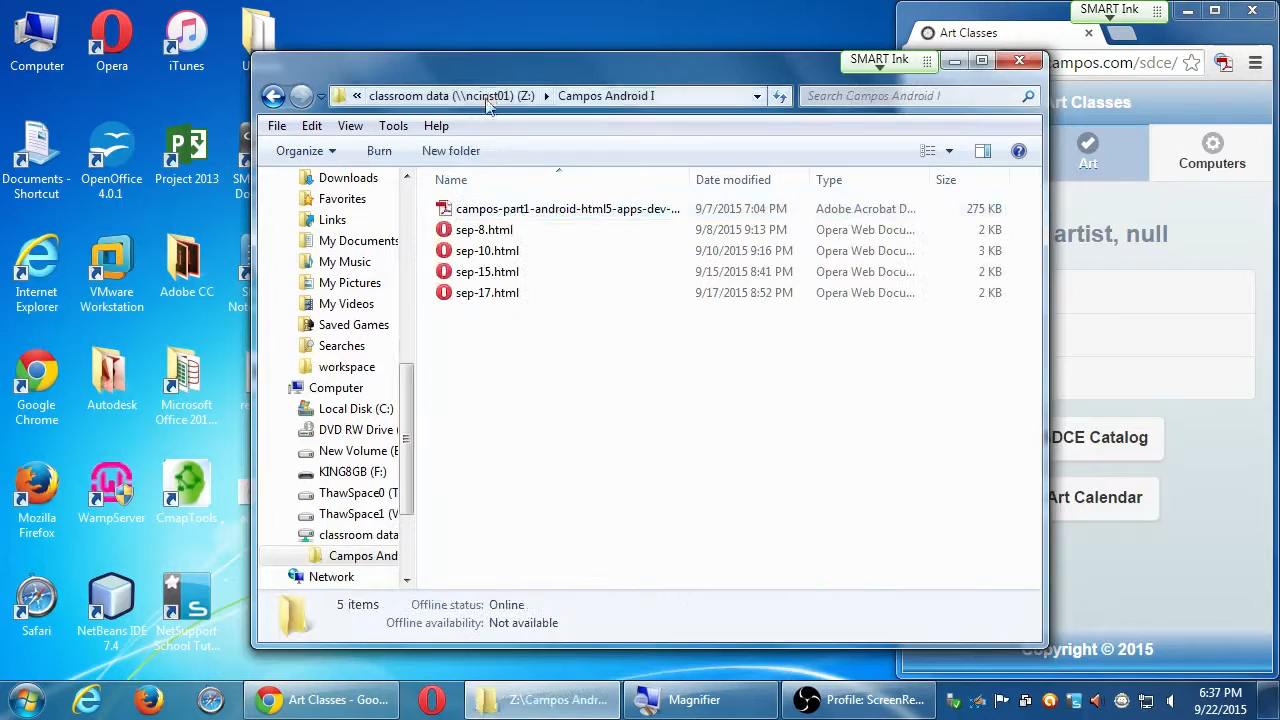 Computer
Opera
iTunes
SMART Ink
Art Classes
campos.com/sdce/
Art Classes
Art
Computers
artist, null
DCE Catalog
Art Calendar
Copyright © 2015
SMART Ink
« classroom data (\\ncinst01) (Z:) Campos Android I
Search Campos Android I
File Edit View Tools Help
Organize Burn New folder
Name Date modified Type Size
campos-part1-android-html5-apps-dev-... 9/7/2015 7:04 PM Adobe Acrobat D... 275 KB
sep-8.html 9/8/2015 9:13 PM Opera Web Docu... 2 KB
sep-10.html 9/10/2015 9:16 PM Opera Web Docu... 3 KB
sep-15.html 9/15/2015 8:41 PM Opera Web Docu... 2 KB
sep-17.html 9/17/2015 8:52 PM Opera Web Docu... 2 KB
Downloads
Favorites
Links
My Documents
My Music
My Pictures
My Videos
Saved Games
Searches
workspace
Computer
Local Disk (C:)
DVD RW Drive (
New Volume (E
KING8GB (F:)
ThawSpace0 (T
ThawSpace1 (V
classroom data
Campos And
Network
5 items Offline status: Online
Offline availability: Not available
Documents -
Shortcut
OpenOffice
4.0.1
Project 2013
Internet
Explorer
VMware
Workstation
Adobe CC
Google
Chrome
Autodesk
Microsoft
Office 201...
Mozilla
Firefox
WampServer
CmapTools
Safari
NetBeans IDE
7.4
NetSupport
School Tut...
Art Classes - Goo...
Z:\Campos Andr...
Magnifier
Profile: ScreenRe...
6:37 PM
9/22/2015